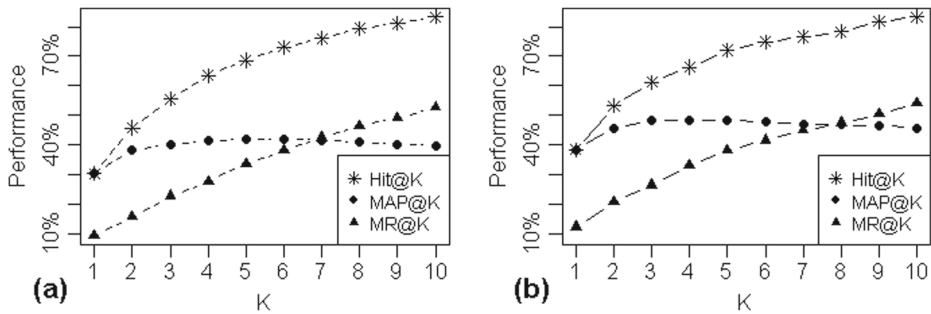 Performance
70%
40%
10%
Hit@K
MAP@K
MR@K
1 2 3 4 5 6 7 8 9 10
K
(a)
Performance
70%
40%
10%
Hit@K
MAP@K
MR@K
1 2 3 4 5 6 7 8 9 10
K
(b)